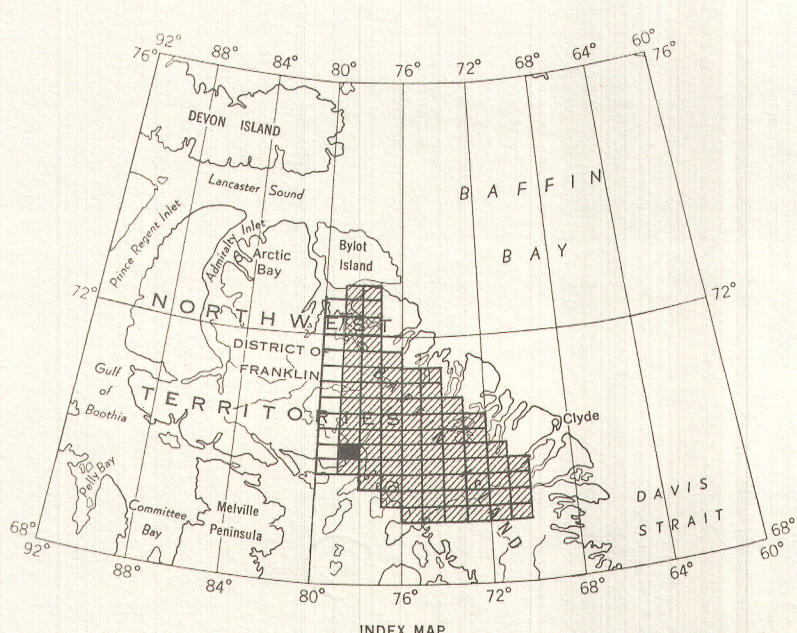 92° 88° 84° 80° 76° 72° 68° 64° 60°
76° 76°
DEVON ISLAND
Lancaster Sound
BAFFIN
BAY
Prince Regent Inlet
Admiralty Inlet
Arctic
Bay
Bylot
Island
72° 72°
NORTHWEST
DISTRICT OF
FRANKLIN
TERRITORIES
Gulf
of
Boothia
Clyde
Pelly Bay
Committee
Bay
Melville
Peninsula
DAVIS
STRAIT
68° 68°
92° 88° 84° 80° 76° 72° 68° 64° 60°
INDEX MAP